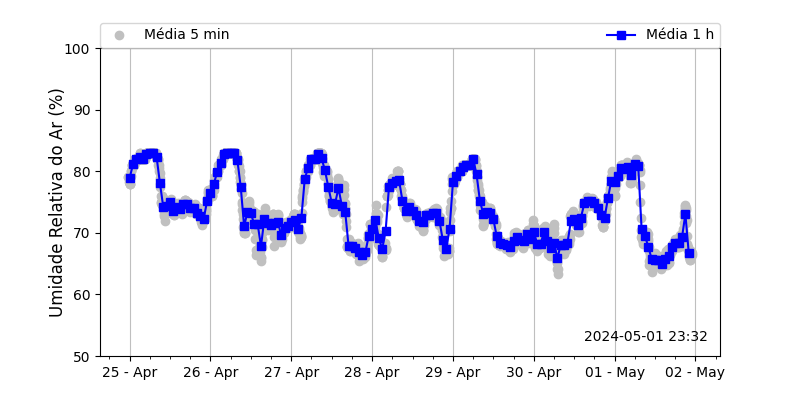 Média 5 min
Média 1 h
Umidade Relativa do Ar (%)
100
90
80
70
60
50
2024-05-01 23:32
25 - Apr
26 - Apr
27 - Apr
28 - Apr
29 - Apr
30 - Apr
01 - May
02 - May